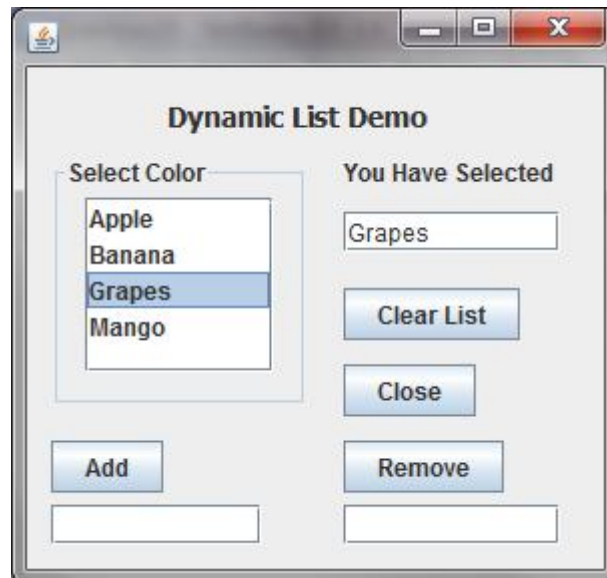 Dynamic List Demo
Select Color
Apple
Banana
Grapes
Mango
You Have Selected
Grapes
Clear List
Close
Add
Remove